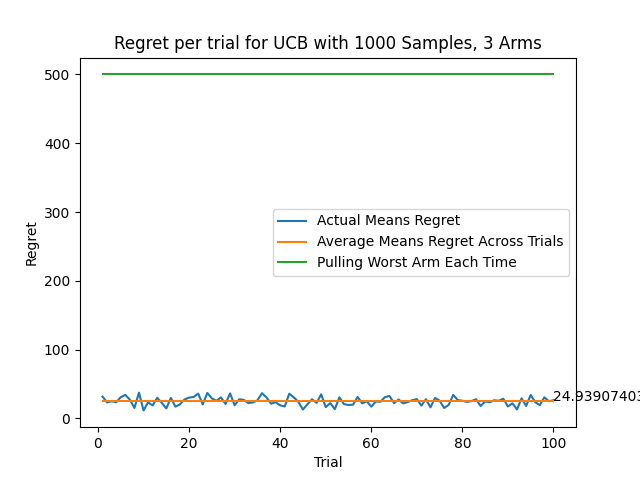 Regret per trial for UCB with 1000 Samples, 3 Arms
500
400
300
200
100
0
Regret
Actual Means Regret
Average Means Regret Across Trials
Pulling Worst Arm Each Time
24.93907403
0 20 40 60 80 100
Trial